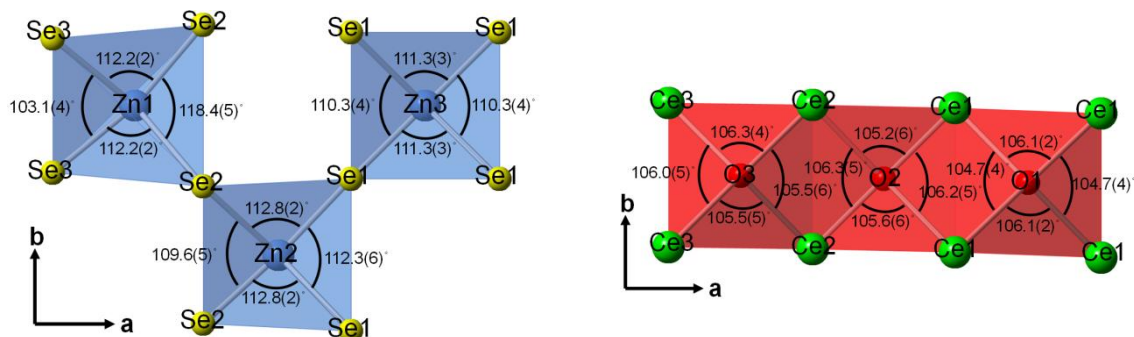 Se3
Se2
112.2(2)°
103.1(4)°
Zn1
118.4(5)°
112.2(2)°
Se3
Se2
Se1
Se1
111.3(3)°
110.3(4)°
Zn3
110.3(4)°
111.3(3)°
Se1
Se1
112.8(2)°
109.6(5)°
Zn2
112.3(6)°
112.8(2)°
Se2
Se1
b
a
Ce3
Ce2
Ce1
Ce1
106.3(4)°
105.2(6)°
106.1(2)°
106.0(5)°
O3
106.3(5)°
O2
104.7(4)
O1
104.7(4)°
105.5(6)°
106.2(5)°
105.5(5)°
105.6(6)°
106.1(2)°
Ce3
Ce2
Ce1
Ce1
b
a